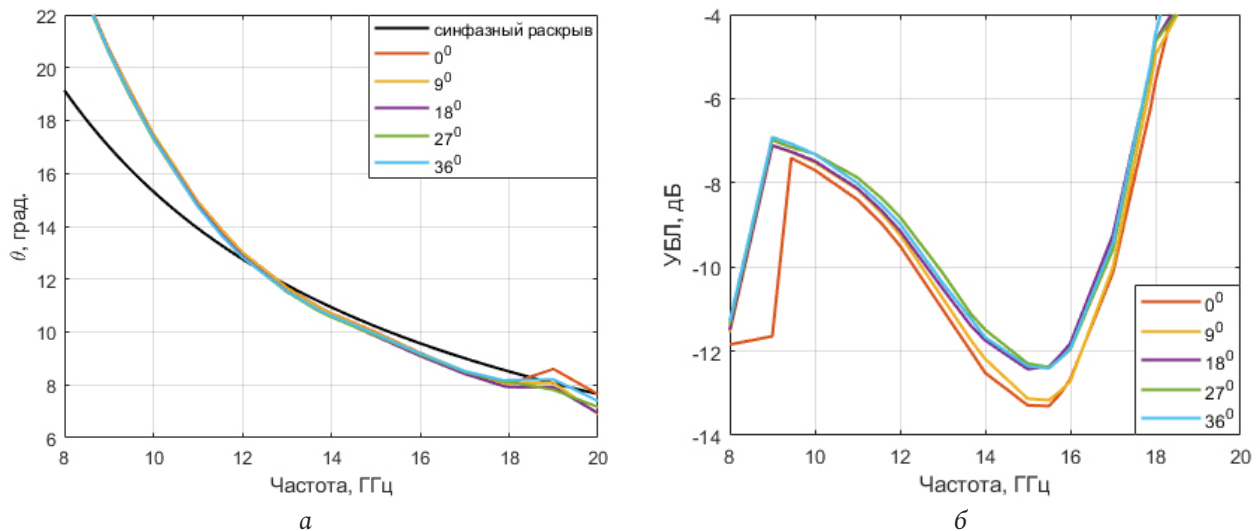 22
20
18
16
14
12
10
8
6
θ, град.
8 10 12 14 16 18 20
Частота, ГГц
синфазный раскрыв
0⁰
9⁰
18⁰
27⁰
36⁰
а
-4
-6
-8
-10
-12
-14
УБЛ, дБ
8 10 12 14 16 18 20
Частота, ГГц
0⁰
9⁰
18⁰
27⁰
36⁰
б